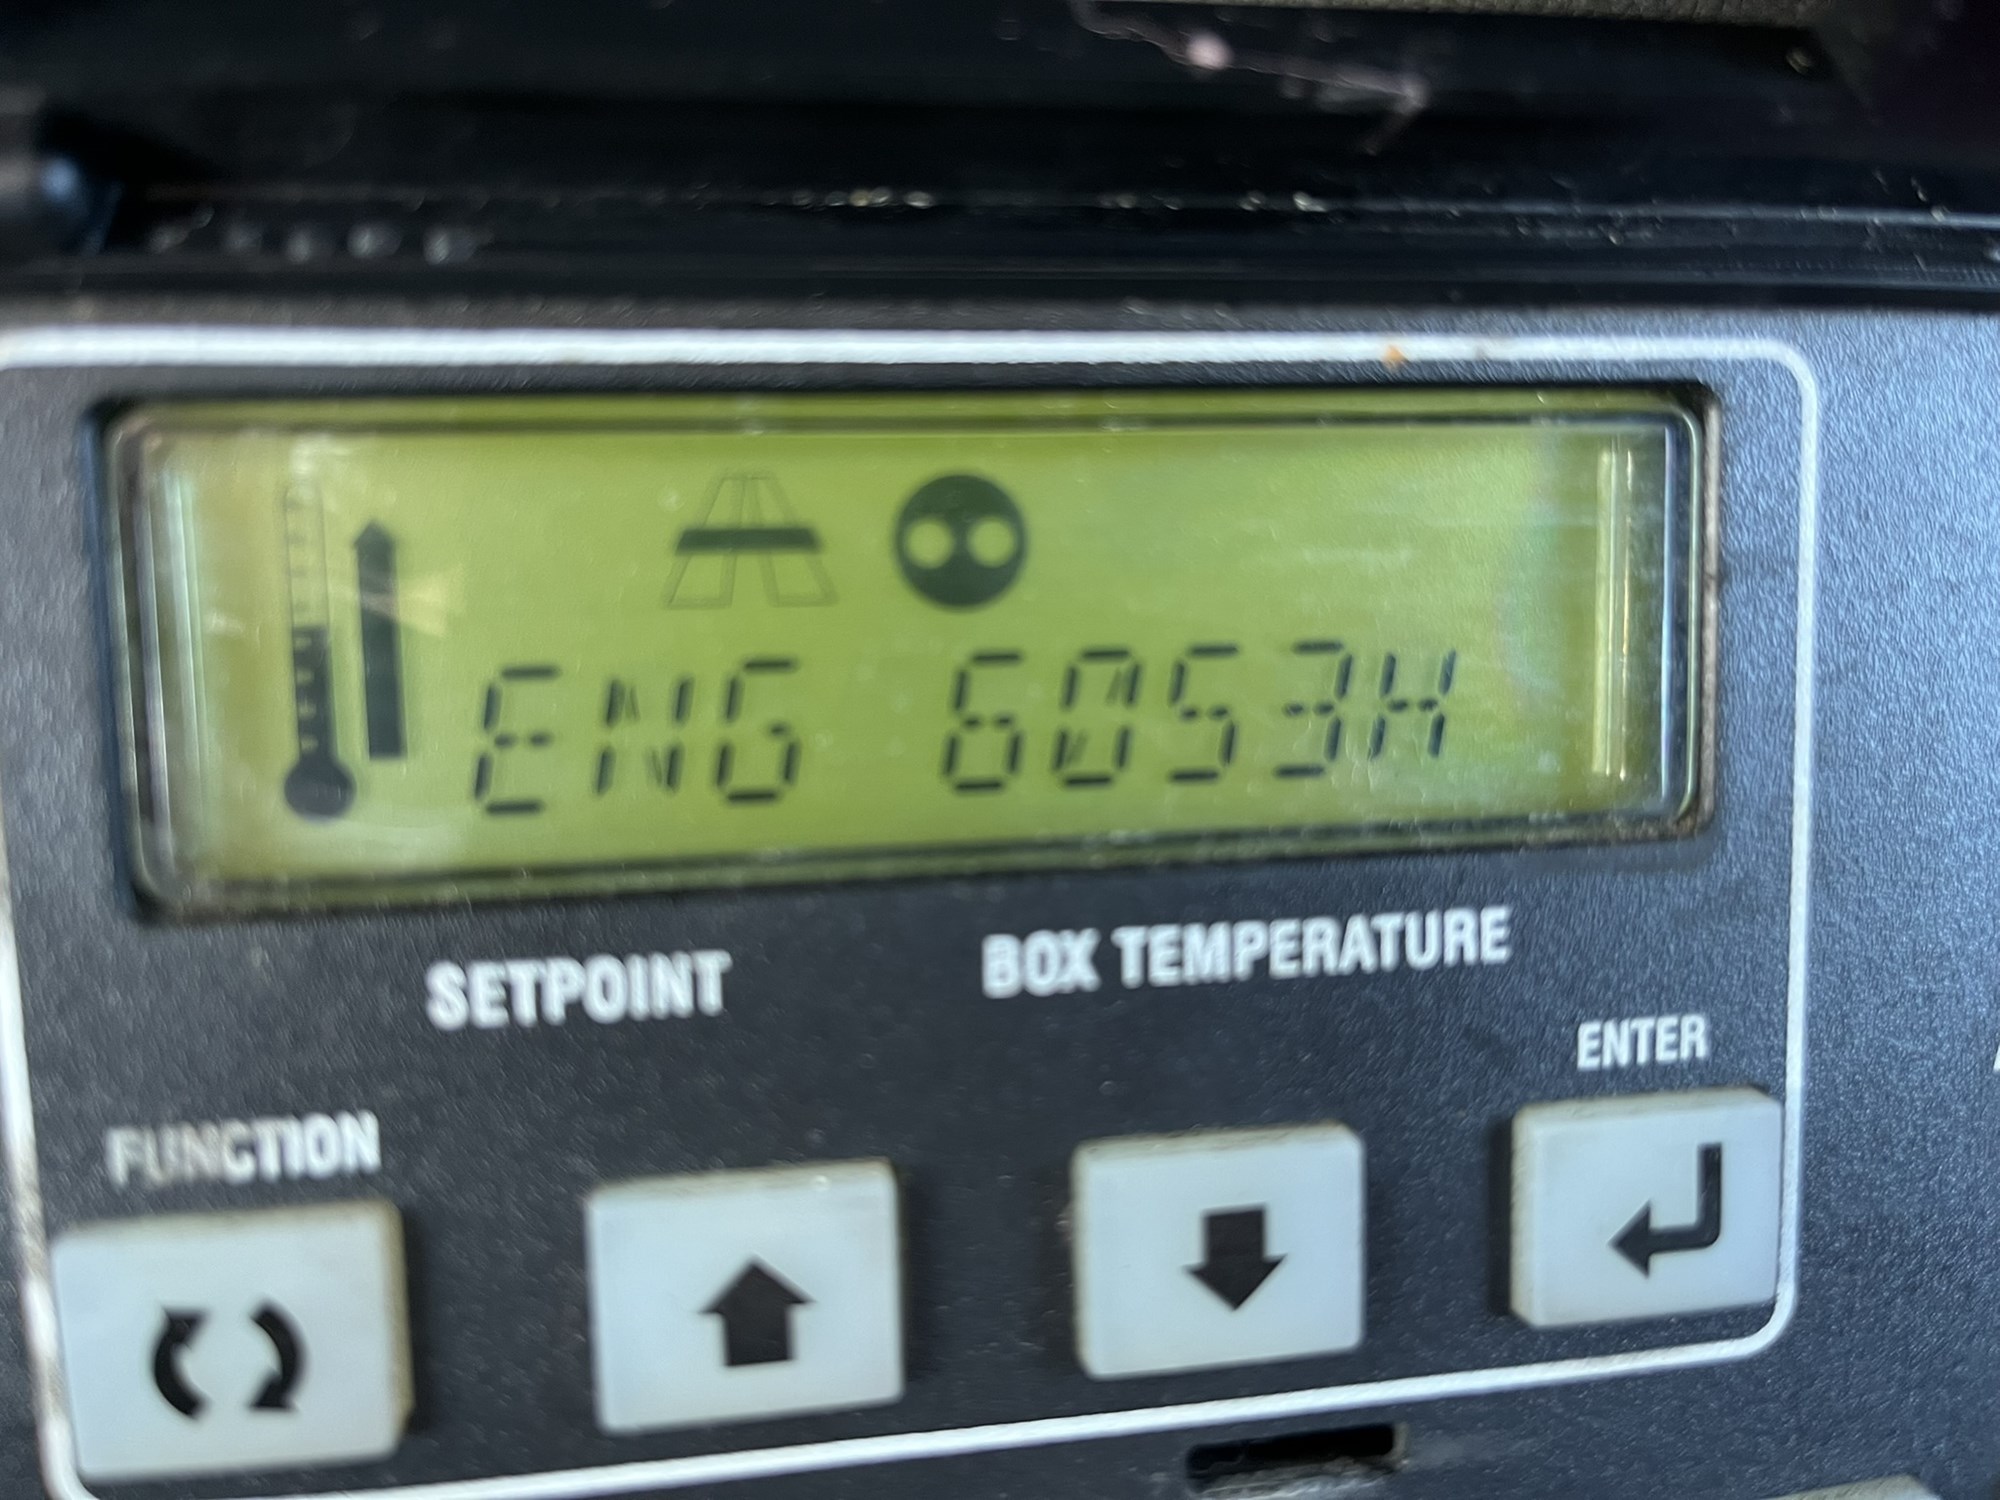 ENG 6053H
SETPOINT BOX TEMPERATURE
ENTER
FUNCTION